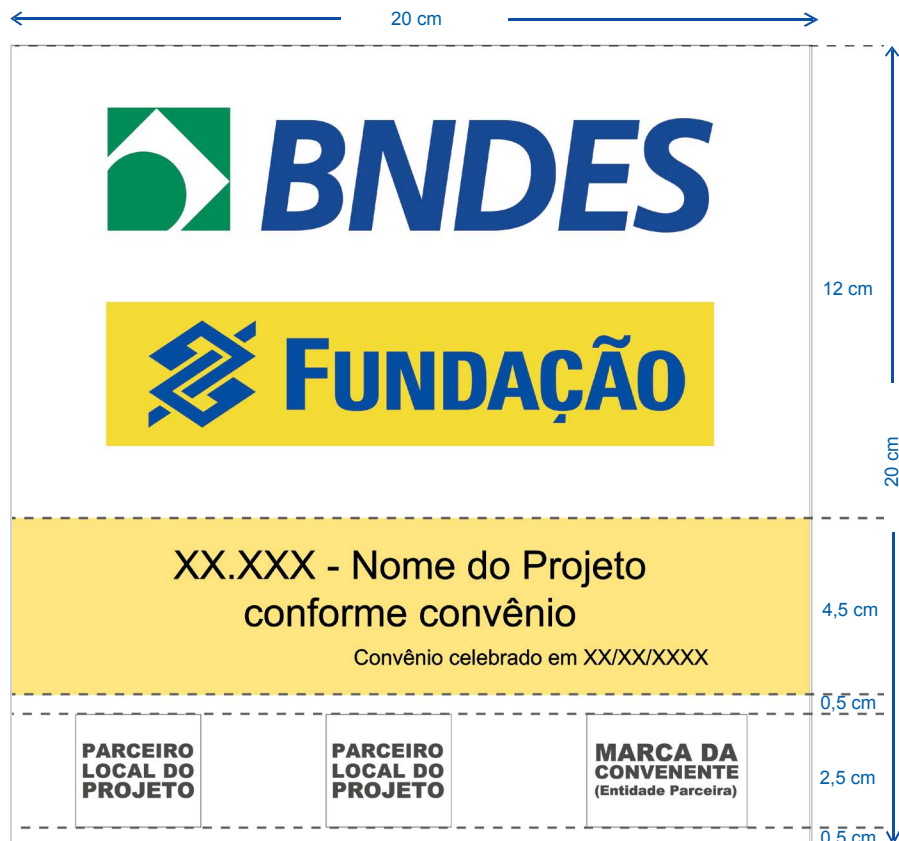 20 cm
BNDES
12 cm
FUNDAÇÃO
20 cm
XX.XXX - Nome do Projeto
conforme convênio
4,5 cm
Convênio celebrado em XX/XX/XXXX
0,5 cm
PARCEIRO
LOCAL DO
PROJETO
PARCEIRO
LOCAL DO
PROJETO
MARCA DA
CONVENENTE
(Entidade Parceira)
2,5 cm
0,5 cm